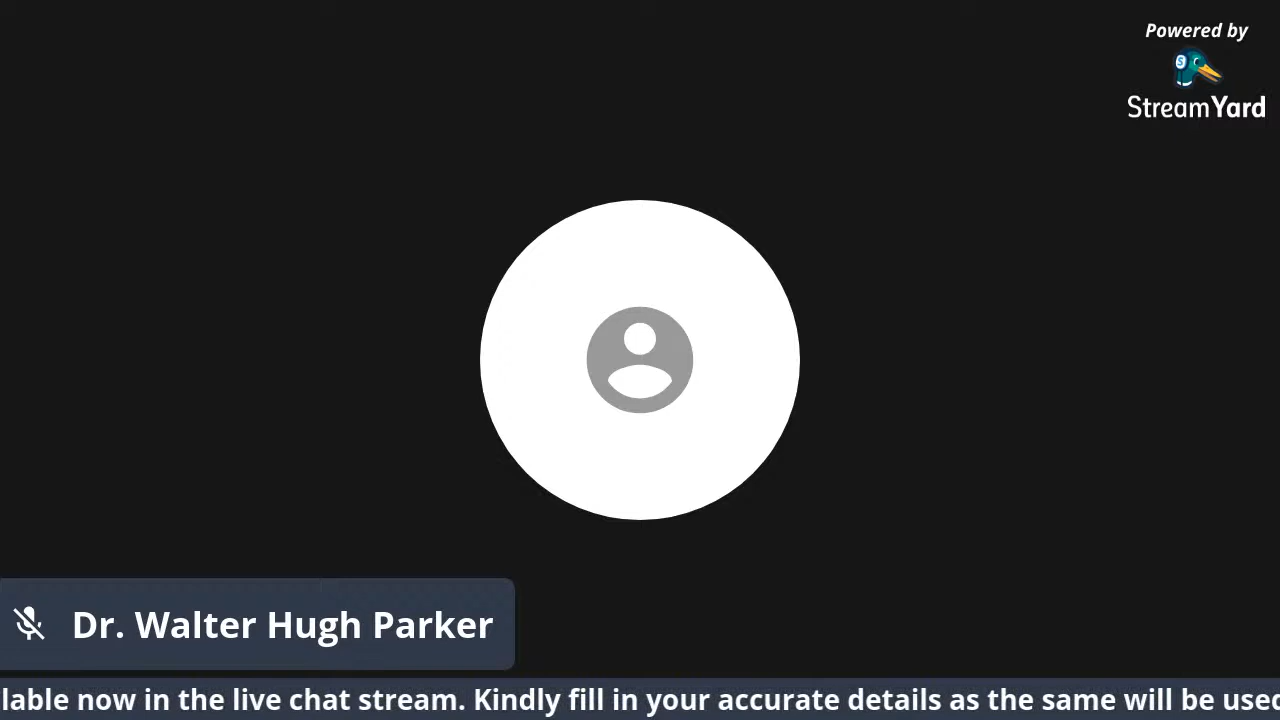 Powered by
StreamYard
Dr. Walter Hugh Parker
lable now in the live chat stream. Kindly fill in your accurate details as the same will be used